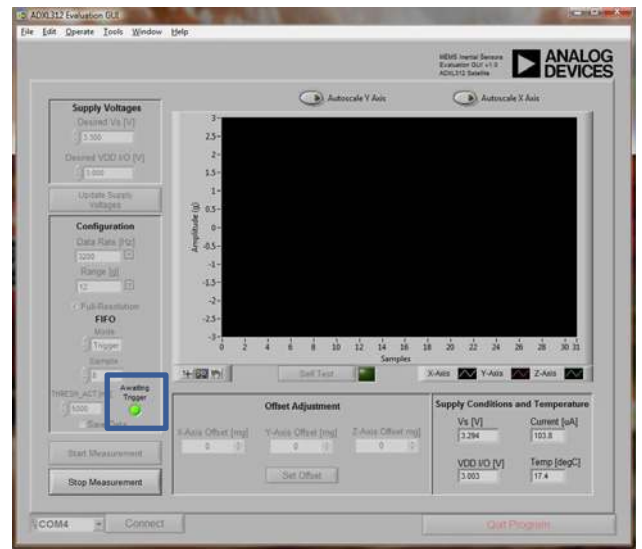 ADXL312 Evaluation GUI
File Edit Operate Tools Window Help
MEMS Inertial Sensors
Evaluator GUI v1.0
ADXL312 Satellite
ANALOG
DEVICES
Autoscale Y Axis
Autoscale X Axis
Supply Voltages
Desired Vs [V]
Desired VDD I/O [V]
Update Supply
Voltages
Configuration
Data Rate [Hz]
3200
Range [g]
12
Full-Resolution
FIFO
Mode
Trigger
Sample
8
THRESH_ACT [mg]
5000
Awaiting
Trigger
Save Data
Start Measurement
Stop Measurement
Amplitude (g)
3-
2.5-
2-
1.5-
1-
0.5-
0-
-0.5-
-1-
-1.5-
-2-
-2.5-
-3-
0 2 4 6 8 10 12 14 16 18 20 22 24 26 28 30 31
Samples
Self Test
X-Axis Y-Axis Z-Axis
Offset Adjustment
X-Axis Offset [mg] Y-Axis Offset [mg] Z-Axis Offset [mg]
0 0 0
Set Offset
Supply Conditions and Temperature
Vs [V] Current [uA]
3.294 103.8
VDD I/O [V] Temp [degC]
3.003 17.4
COM4
Connect
Quit Program